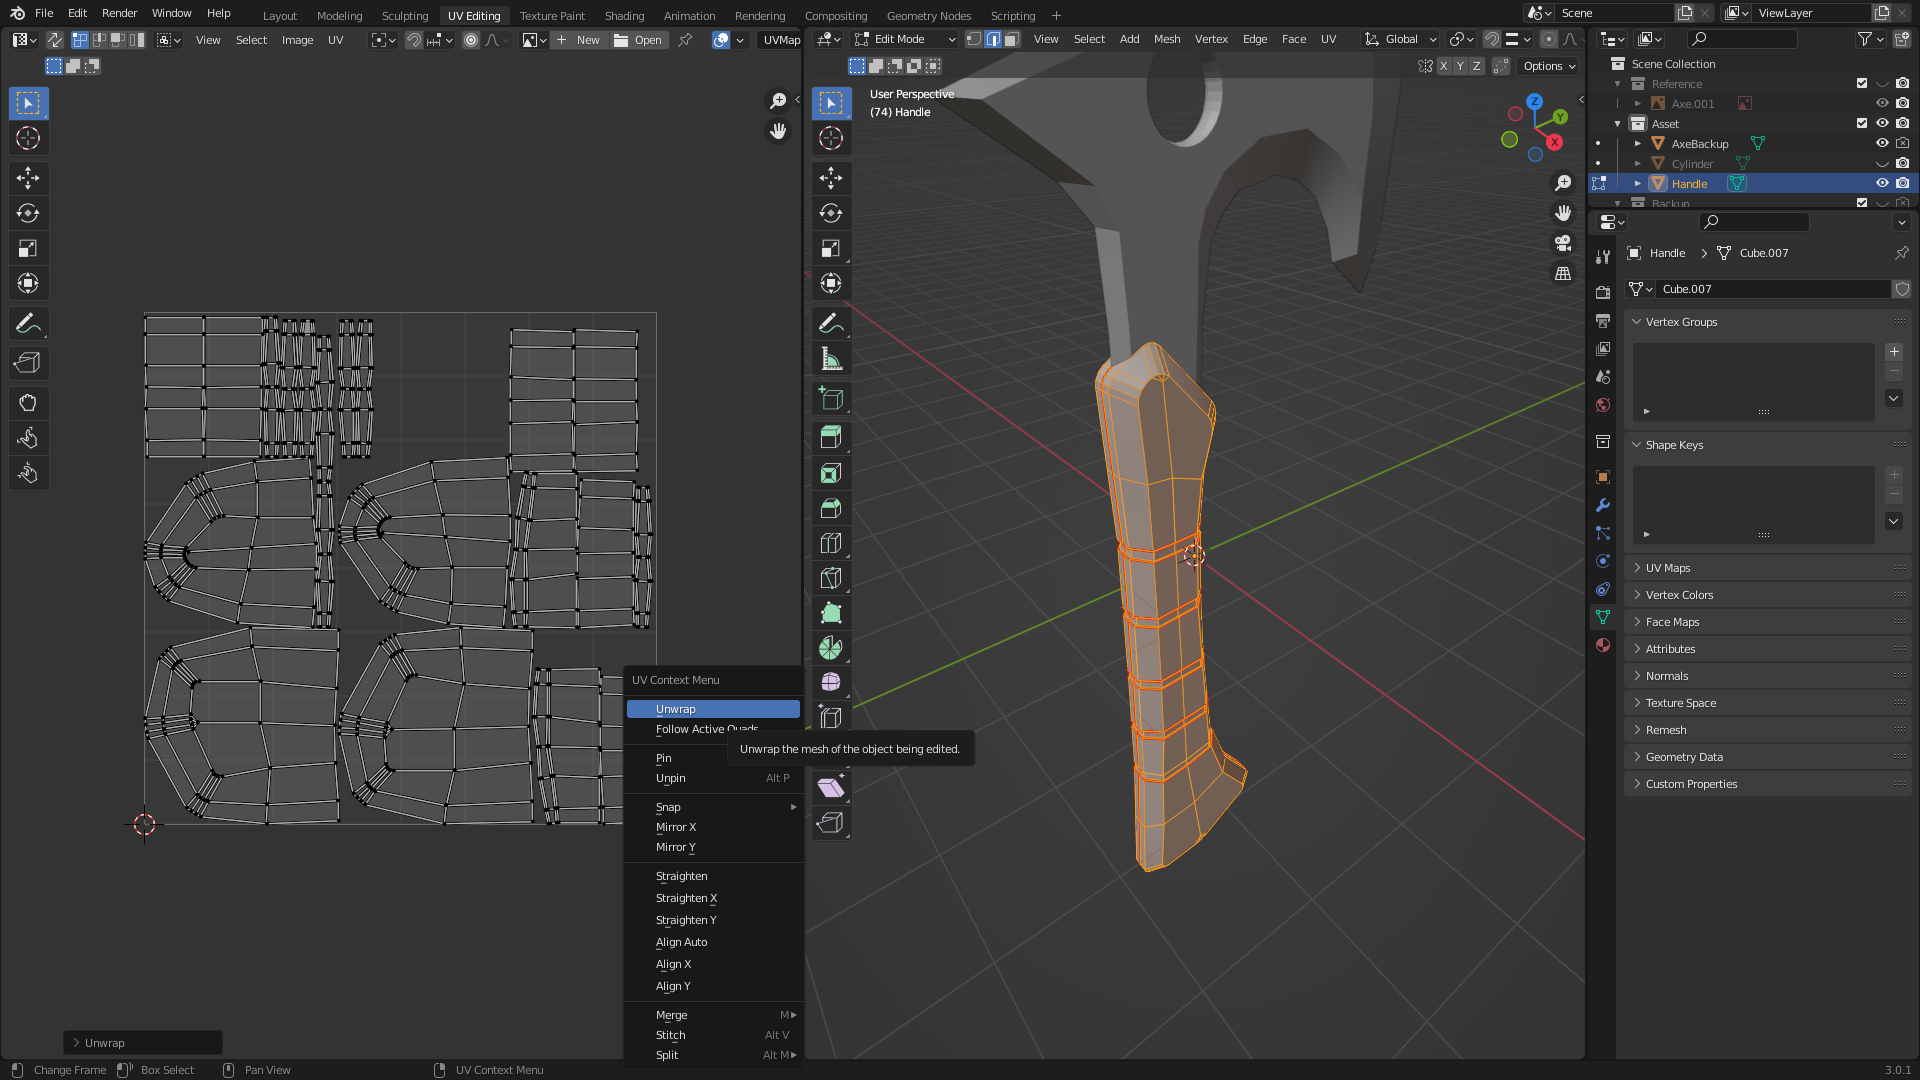 File Edit Render Window Help
Layout Modeling Sculpting UV Editing Texture Paint Shading Animation Rendering Compositing Geometry Nodes Scripting +
Scene
ViewLayer
View Select Image UV
New
Open
UVMap
Edit Mode
View Select Add Mesh Vertex Edge Face UV
Global
X Y Z
Options
User Perspective
(74) Handle
Z
Y
X
Scene Collection
Reference
Axe.001
Asset
AxeBackup
Cylinder
Handle
Backup
Handle > Cube.007
Cube.007
Vertex Groups
Shape Keys
UV Maps
Vertex Colors
Face Maps
Attributes
Normals
Texture Space
Remesh
Geometry Data
Custom Properties
UV Context Menu
Unwrap
Follow Active Quads
Unwrap the mesh of the object being edited.
Pin
Unpin Alt P
Snap
Mirror X
Mirror Y
Straighten
Straighten X
Straighten Y
Align Auto
Align X
Align Y
Merge M
Stitch Alt V
Split Alt M
> Unwrap
Change Frame Box Select Pan View UV Context Menu
3.0.1